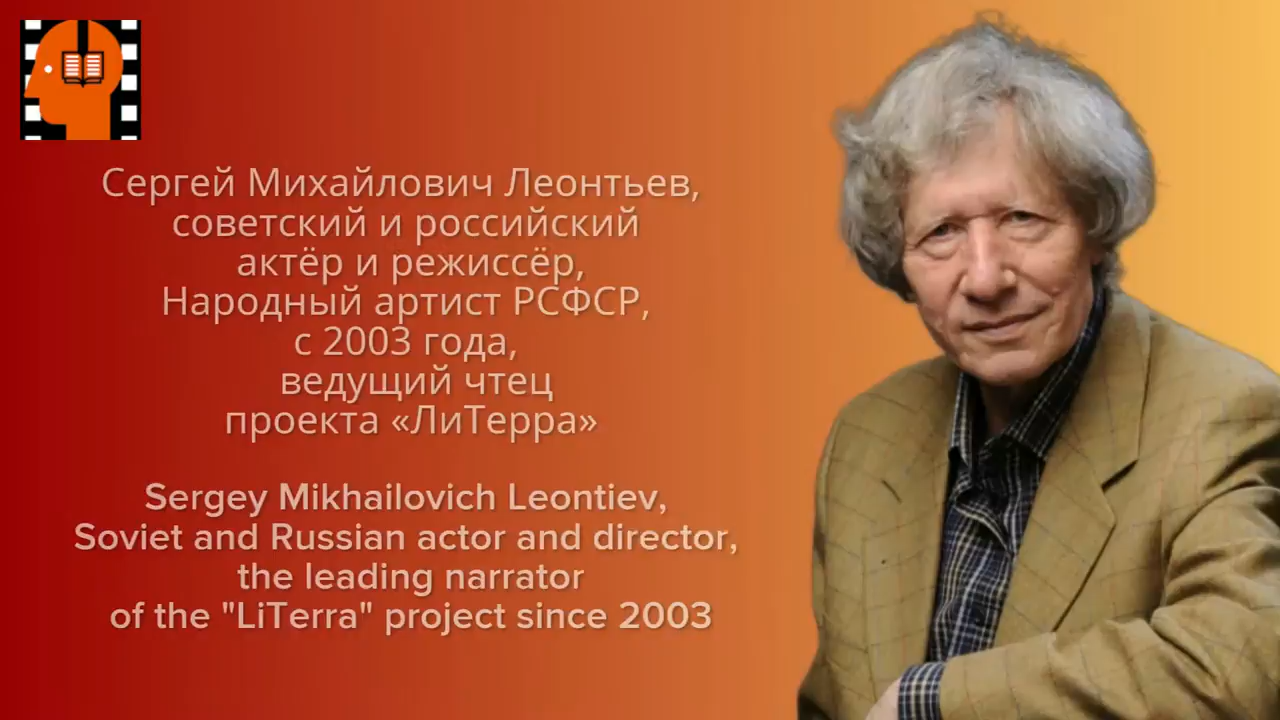 Сергей Михайлович Леонтьев,
советский и российский
актёр и режиссёр,
Народный артист РСФСР,
с 2003 года,
ведущий чтец
проекта «ЛиТерра»
Sergey Mikhailovich Leontiev,
Soviet and Russian actor and director,
the leading narrator
of the "LiTerra" project since 2003